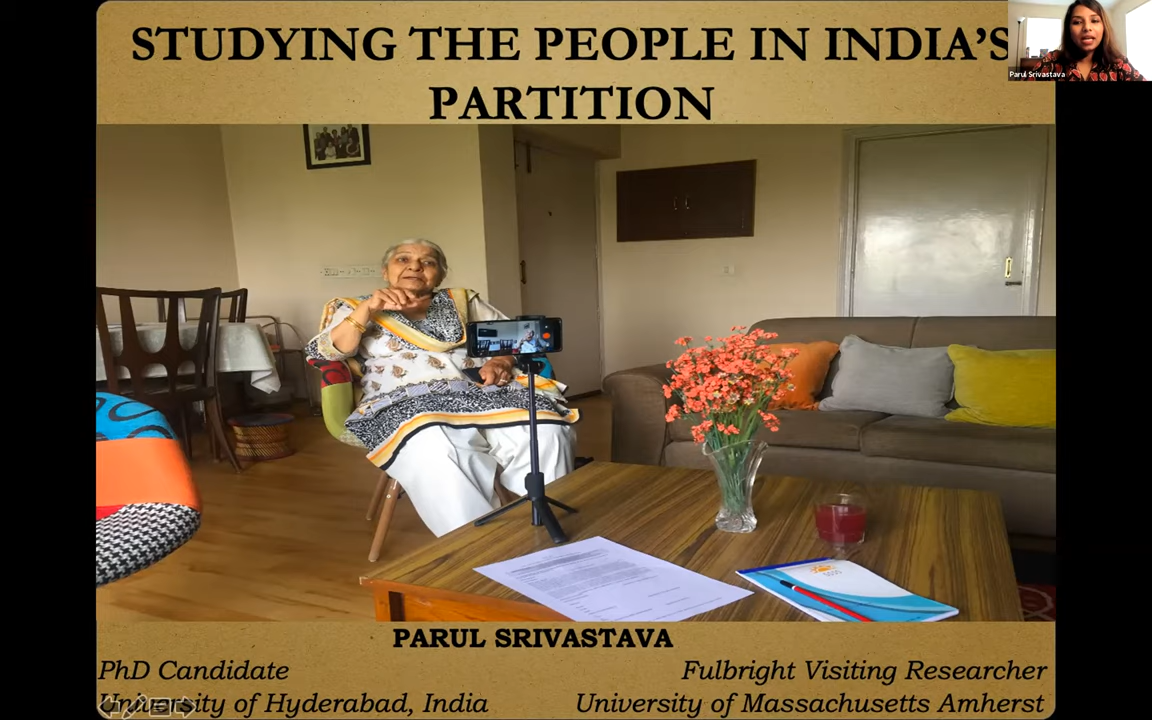 STUDYING THE PEOPLE IN INDIA'S
PARTITION
Parul Srivastava
PARUL SRIVASTAVA
PhD Candidate
Fulbright Visiting Researcher
University of Hyderabad, India
University of Massachusetts Amherst